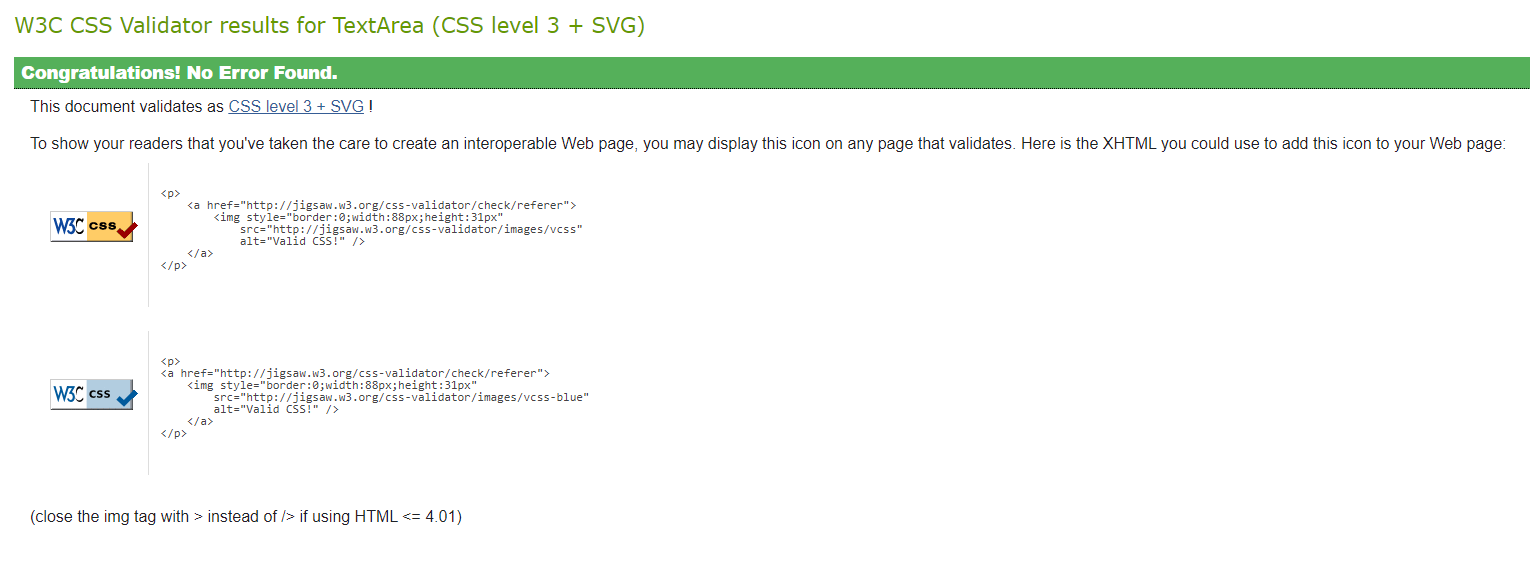 W3C CSS Validator results for TextArea (CSS level 3 + SVG)
Congratulations! No Error Found.
This document validates as CSS level 3 + SVG !
To show your readers that you've taken the care to create an interoperable Web page, you may display this icon on any page that validates. Here is the XHTML you could use to add this icon to your Web page:
W3C css
<p>
    <a href="http://jigsaw.w3.org/css-validator/check/referer">
        <img style="border:0;width:88px;height:31px"
            src="http://jigsaw.w3.org/css-validator/images/vcss"
            alt="Valid CSS!" />
    </a>
</p>
W3C css
<p>
<a href="http://jigsaw.w3.org/css-validator/check/referer">
    <img style="border:0;width:88px;height:31px"
        src="http://jigsaw.w3.org/css-validator/images/vcss-blue"
        alt="Valid CSS!" />
    </a>
</p>
(close the img tag with > instead of /> if using HTML <= 4.01)